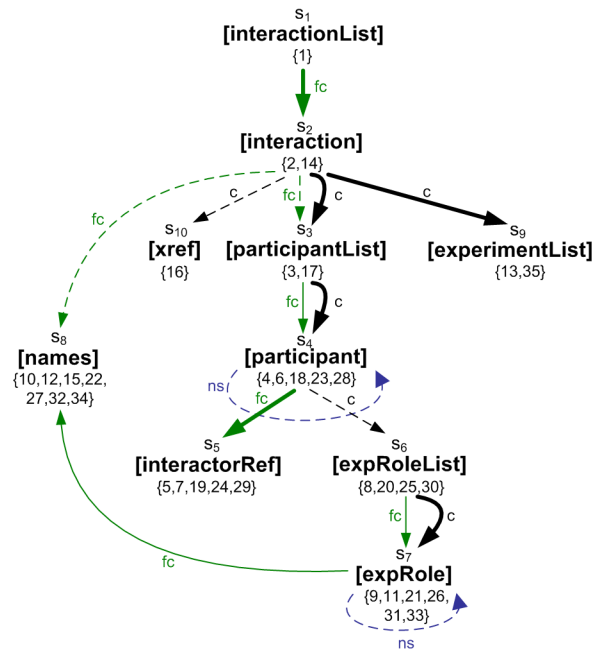 s1
[interactionList]
{1}
fc
s2
[interaction]
{2,14}
c
fc
c
c
fc
s10
[xref]
{16}
s3
[participantList]
{3,17}
s9
[experimentList]
{13,35}
fc
c
s8
[names]
{10,12,15,22,
27,32,34}
s4
[participant]
{4,6,18,23,28}
ns
fc
c
s5
[interactorRef]
{5,7,19,24,29}
s6
[expRoleList]
{8,20,25,30}
fc
c
s7
[expRole]
{9,11,21,26,
31,33}
fc
ns